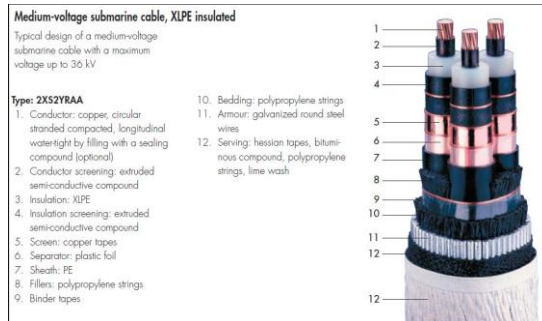 Medium-voltage submarine cable, XLPE insulated
Typical design of a medium-voltage
submarine cable with a maximum
voltage up to 36 kV
Type: 2XS2YRAA
1. Conductor: copper, circular
stranded compacted, longitudinal
water-tight by filling with a sealing
compound (optional)
2. Conductor screening: extruded
semi-conductive compound
3. Insulation: XLPE
4. Insulation screening: extruded
semi-conductive compound
5. Screen: copper tapes
6. Separator: plastic foil
7. Sheath: PE
8. Fillers: polypropylene strings
9. Binder tapes
10. Bedding: polypropylene strings
11. Armour: galvanized round steel
wires
12. Serving: hessian tapes, bitumi-
nous compound, polypropylene
strings, lime wash
1
2
3
4
5
6
7
8
9
10
11
12
12